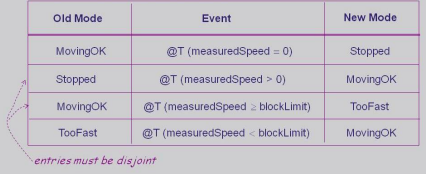 Old Mode Event New Mode
MovingOK @T (measuredSpeed = 0) Stopped
Stopped @T (measuredSpeed > 0) MovingOK
MovingOK @T (measuredSpeed ≥ blockLimit) TooFast
TooFast @T (measuredSpeed < blockLimit) MovingOK
entries must be disjoint